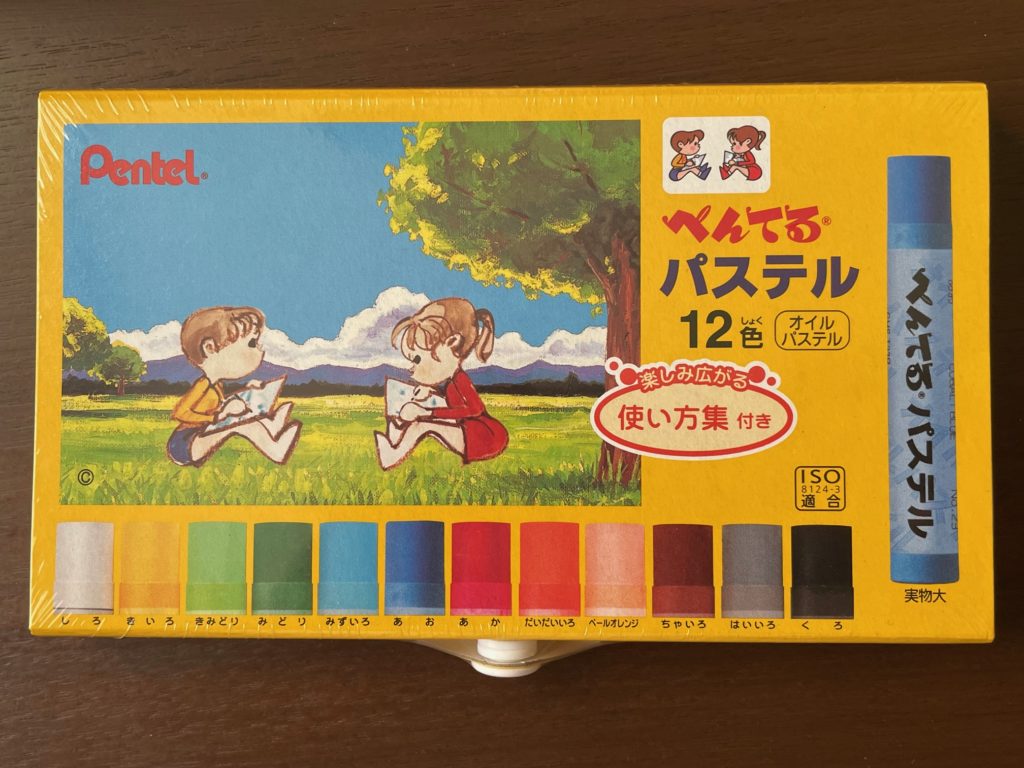 Pentel®
©
ぺんてる®
パステル
12色
しょく
オイル
パステル
楽しみ広がる
使い方集 付き
ISO
8124-3
適合
ぺんてる®パステル
実物大
しろ
きいろ
きみどり
みどり
みずいろ
あお
あか
だいだいいろ
ペールオレンジ
ちゃいろ
はいいろ
くろ